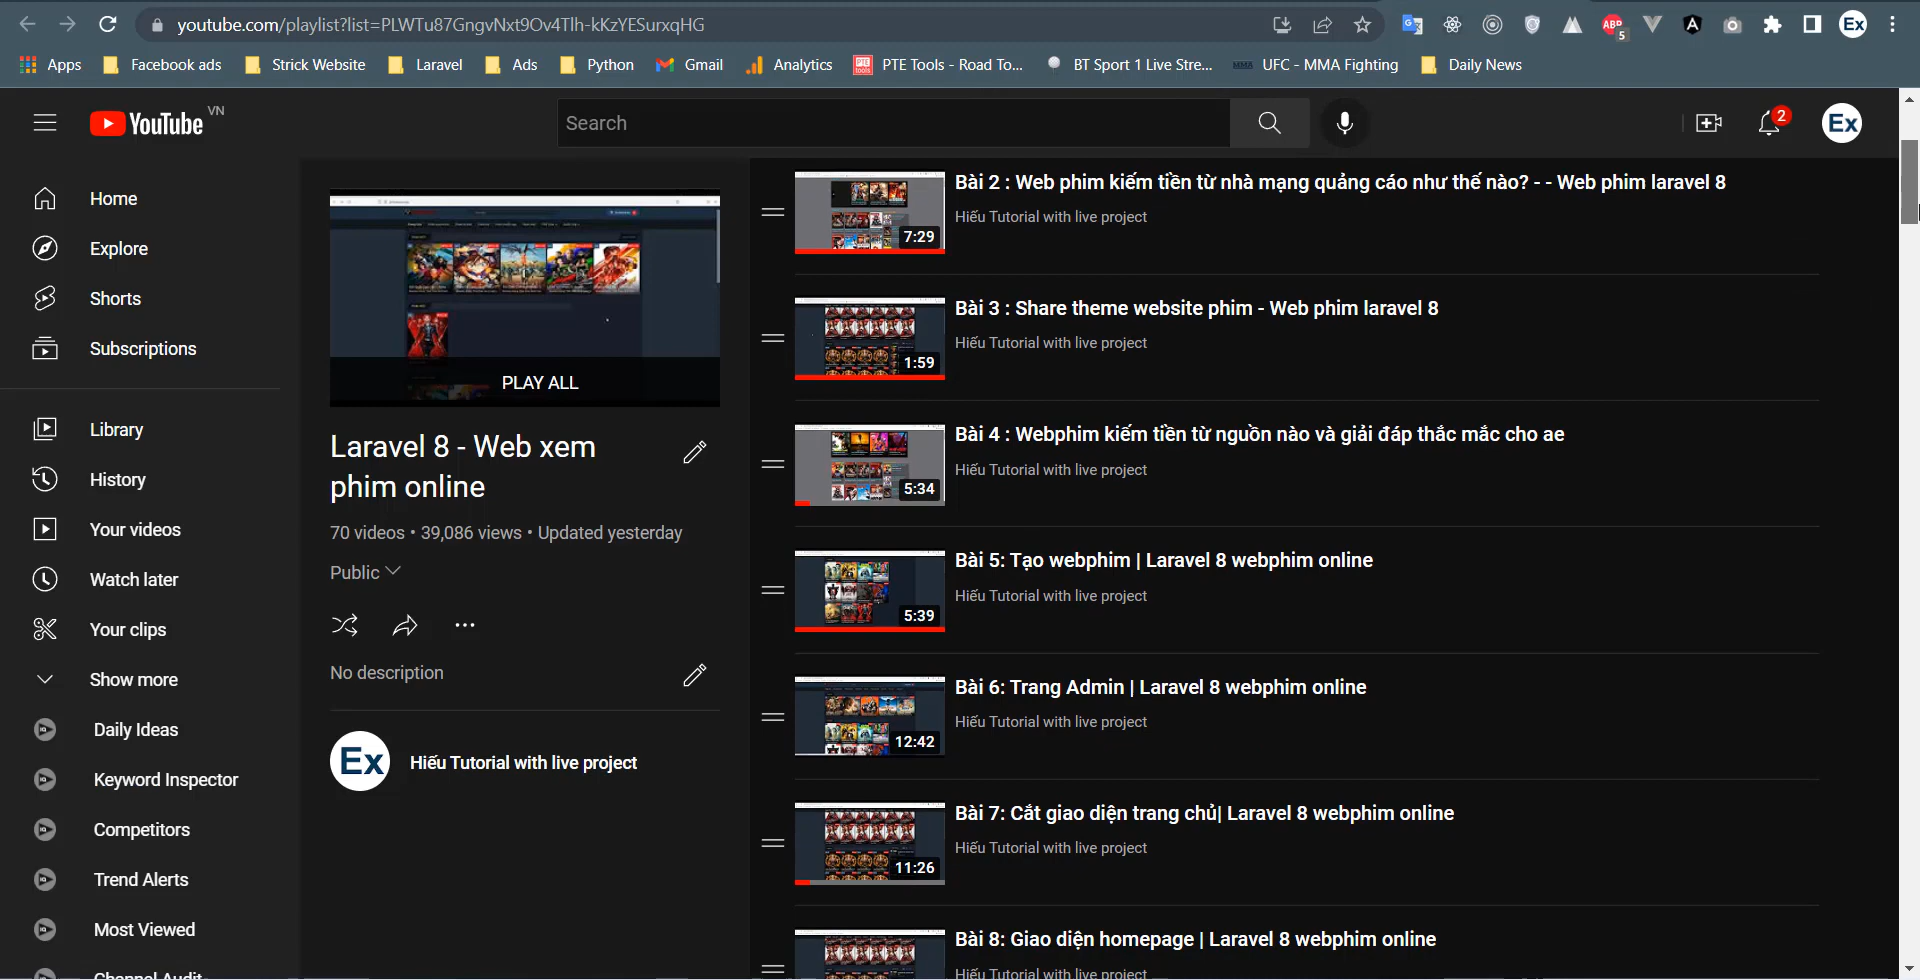 youtube.com/playlist?list=PLWTu87GngvNxt9Ov4Tlh-kKzYESurxqHG
ABP
5
Ex
Apps
Facebook ads
Strick Website
Laravel
Ads
Python
Gmail
Analytics
PTE Tools - Road To...
BT Sport 1 Live Stre...
UFC - MMA Fighting
Daily News
YouTube VN
Search
2
Ex
Home
Explore
Shorts
Subscriptions
Library
History
Your videos
Watch later
Your clips
Show more
Daily Ideas
Keyword Inspector
Competitors
Trend Alerts
Most Viewed
Channel Audit
PLAY ALL
Laravel 8 - Web xem
phim online
70 videos • 39,086 views • Updated yesterday
Public
No description
Ex
Hiếu Tutorial with live project
Bài 2 : Web phim kiếm tiền từ nhà mạng quảng cáo như thế nào? - - Web phim laravel 8
Hiếu Tutorial with live project
7:29
Bài 3 : Share theme website phim - Web phim laravel 8
Hiếu Tutorial with live project
1:59
Bài 4 : Webphim kiếm tiền từ nguồn nào và giải đáp thắc mắc cho ae
Hiếu Tutorial with live project
5:34
Bài 5: Tạo webphim | Laravel 8 webphim online
Hiếu Tutorial with live project
5:39
Bài 6: Trang Admin | Laravel 8 webphim online
Hiếu Tutorial with live project
12:42
Bài 7: Cắt giao diện trang chủ| Laravel 8 webphim online
Hiếu Tutorial with live project
11:26
Bài 8: Giao diện homepage | Laravel 8 webphim online
Hiếu Tutorial with live project